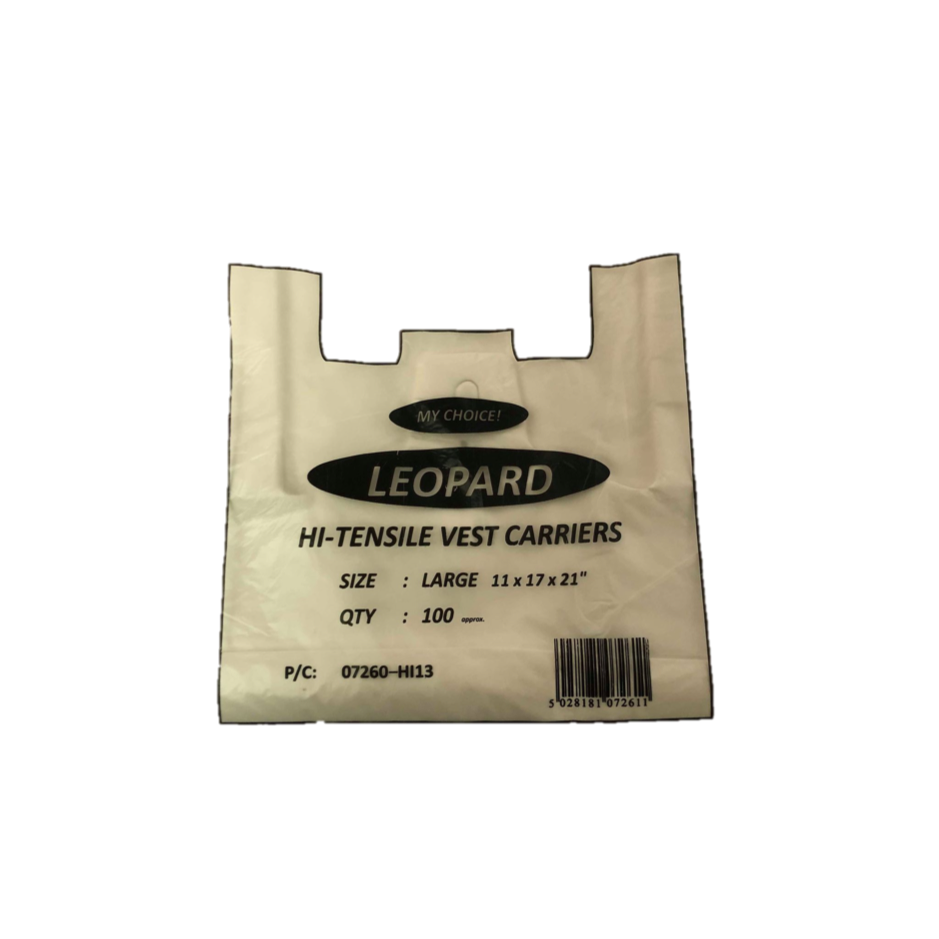 MY CHOICE!
LEOPARD
HI-TENSILE VEST CARRIERS
SIZE : LARGE 11 x 17 x 21"
QTY : 100 approx.
P/C: 07260-HI13
5 028181 072611